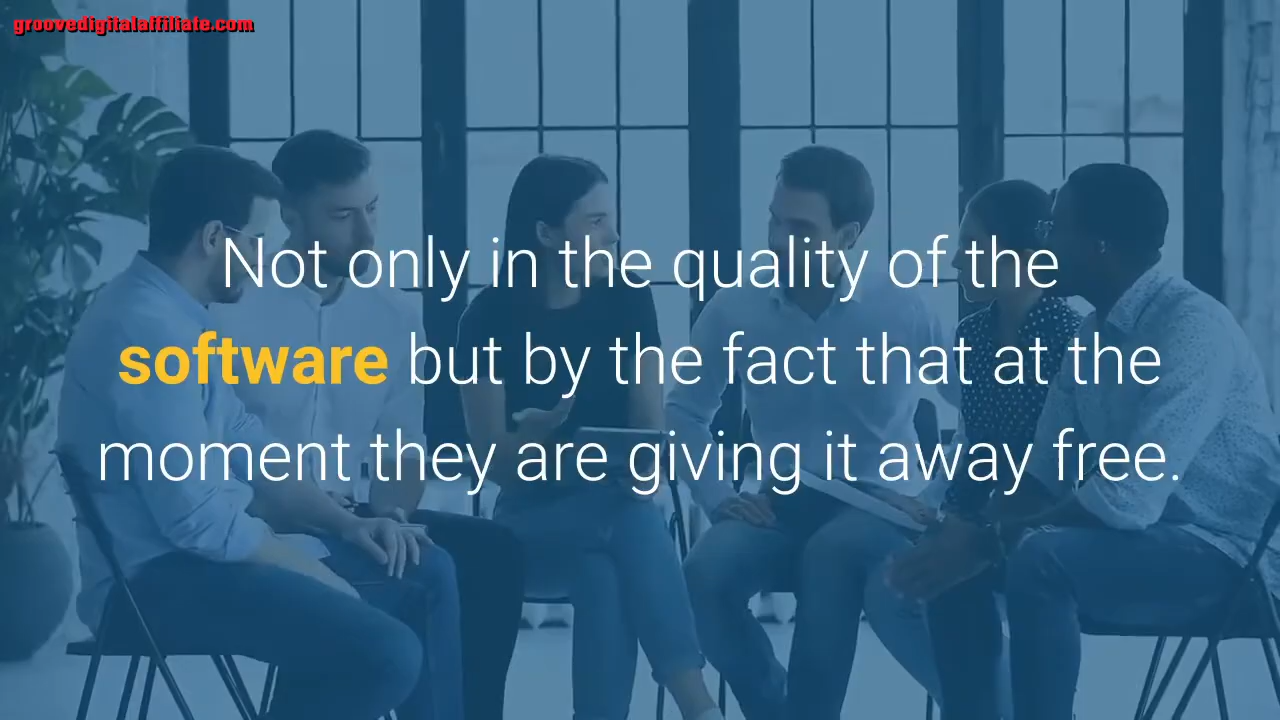 groovedigitalaffiliate.com
Not only in the quality of the
software but by the fact that at the
moment they are giving it away free.